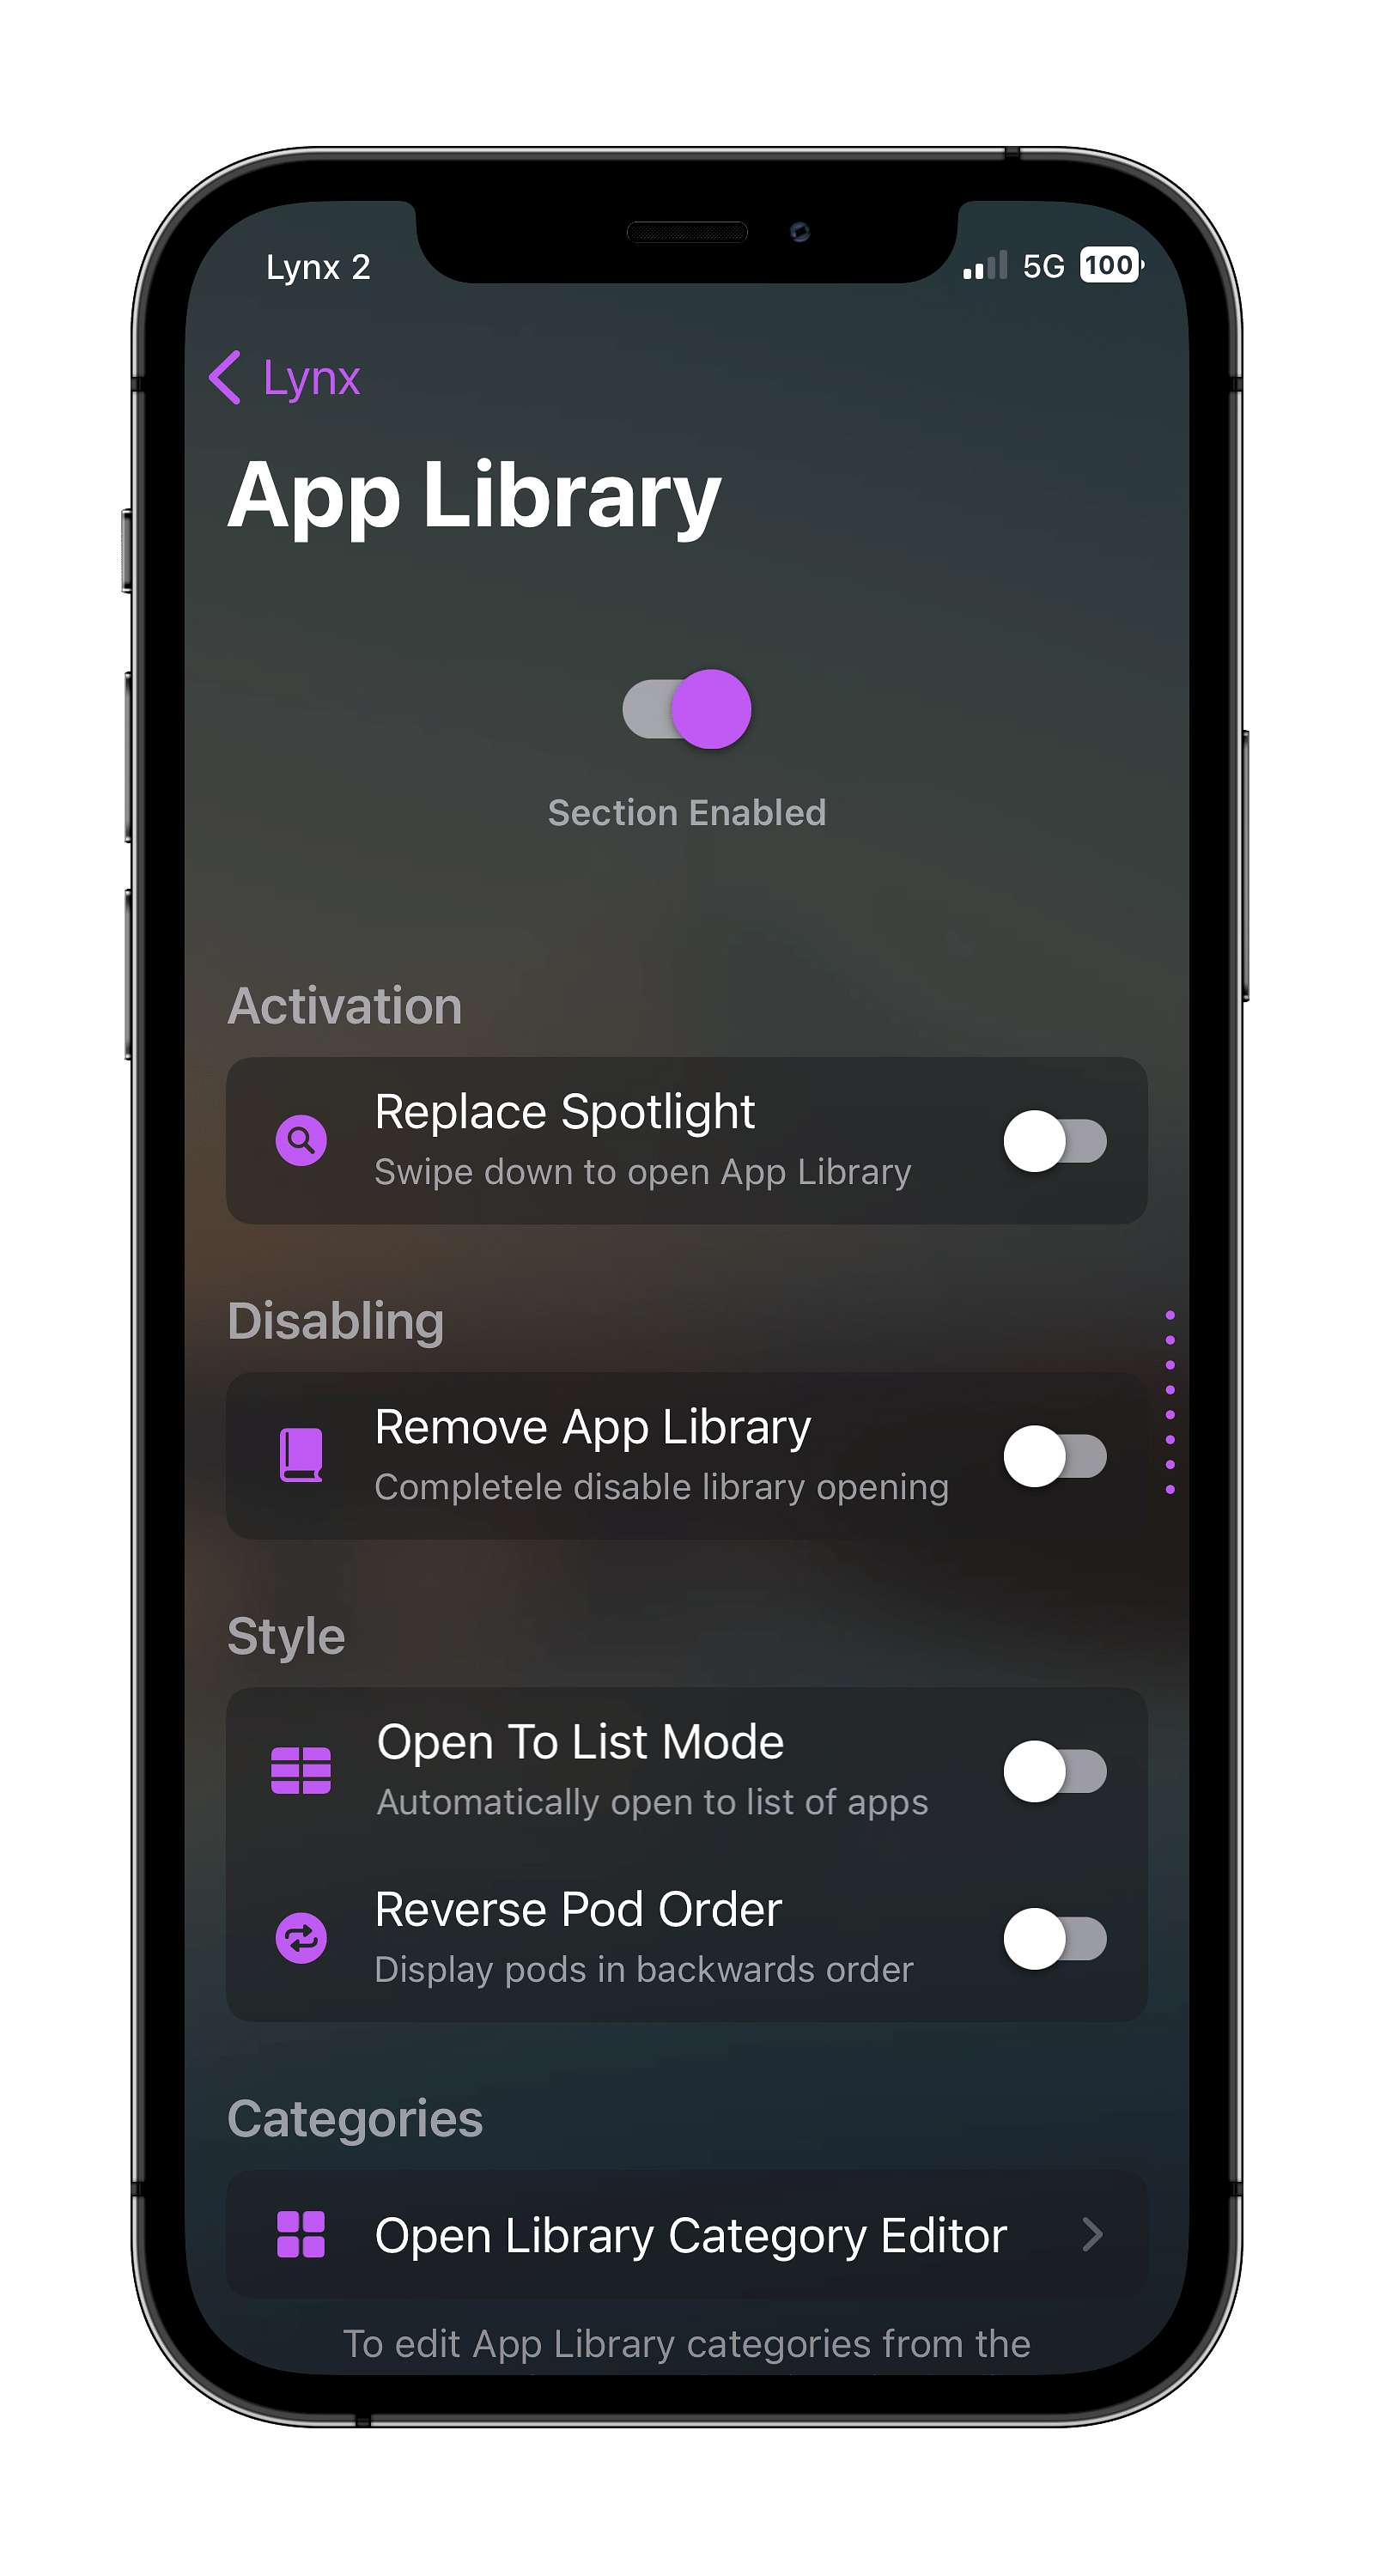 Lynx 2
5G 100
Lynx
App Library
Section Enabled
Activation
Replace Spotlight
Swipe down to open App Library
Disabling
Remove App Library
Completele disable library opening
Style
Open To List Mode
Automatically open to list of apps
Reverse Pod Order
Display pods in backwards order
Categories
Open Library Category Editor
To edit App Library categories from the